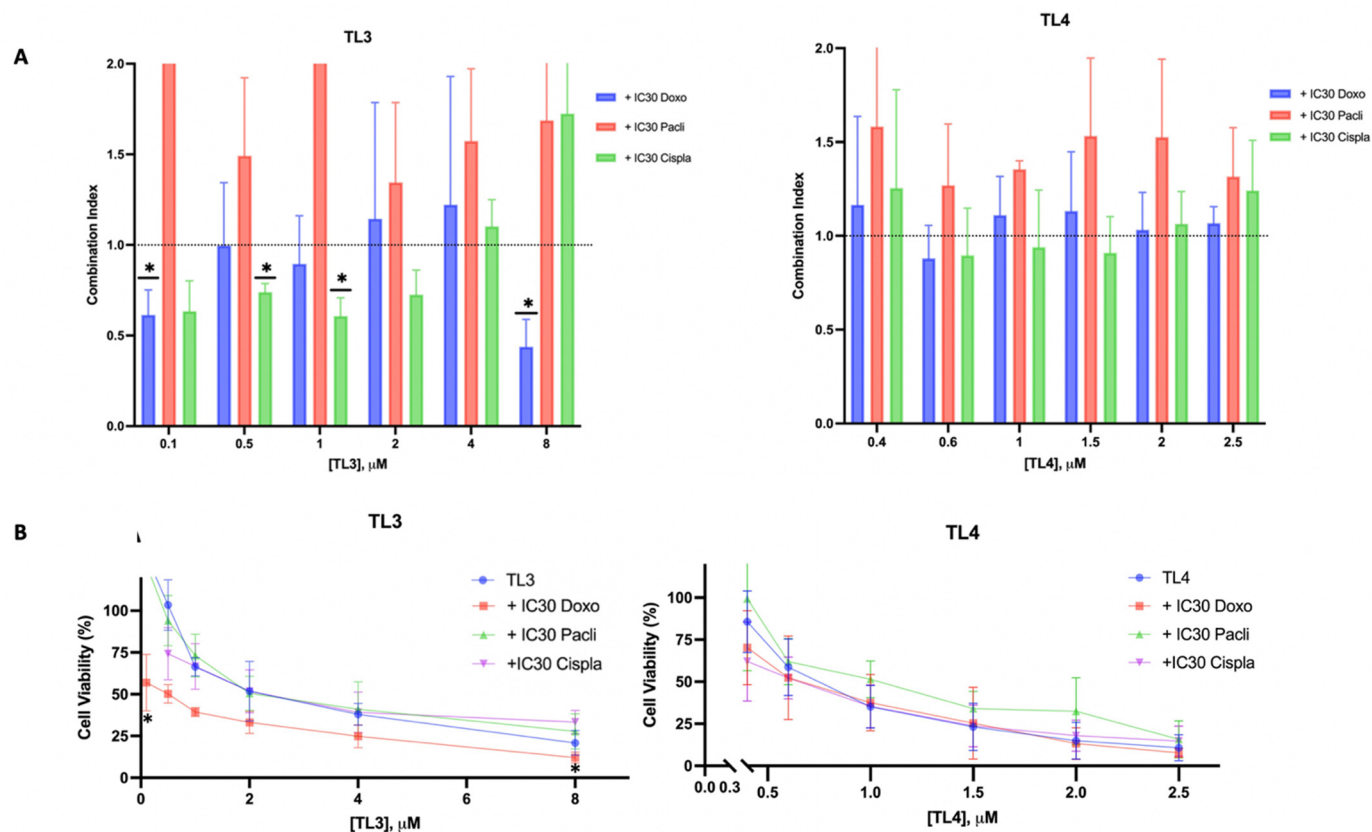 A
TL3
2.0
1.5
1.0
0.5
0.0
Combination Index
*
*
*
*
0.1 0.5 1 2 4 8
[TL3], μM
+ IC30 Doxo
+ IC30 Pacli
+ IC30 Cispla
TL4
2.0
1.5
1.0
0.5
0.0
Combination Index
0.4 0.6 1 1.5 2 2.5
[TL4], μM
+ IC30 Doxo
+ IC30 Pacli
+ IC30 Cispla
B
TL3
100
75
50
25
0
Cell Viability (%)
*
*
0 2 4 6 8
[TL3], μM
TL3
+ IC30 Doxo
+ IC30 Pacli
+IC30 Cispla
TL4
100
75
50
25
0
Cell Viability (%)
0.0 0.3 0.5 1.0 1.5 2.0 2.5
[TL4], μM
TL4
+ IC30 Doxo
+ IC30 Pacli
+IC30 Cispla